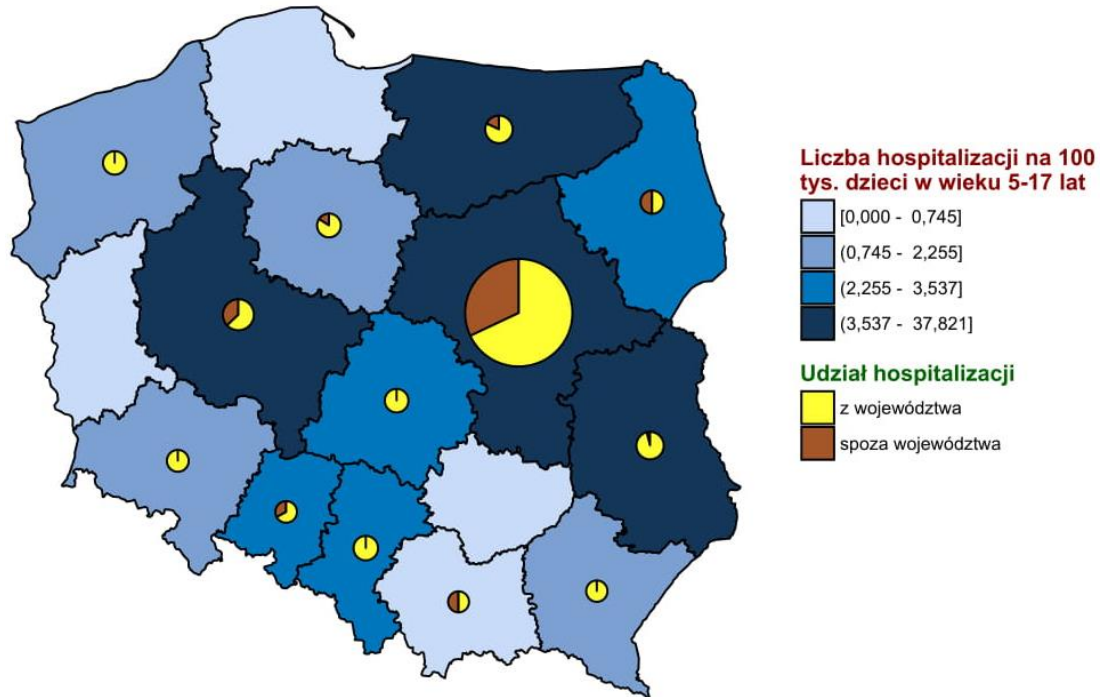 Liczba hospitalizacji na 100
tys. dzieci w wieku 5-17 lat
[0,000 - 0,745]
(0,745 - 2,255]
(2,255 - 3,537]
(3,537 - 37,821]
Udział hospitalizacji
z województwa
spoza województwa